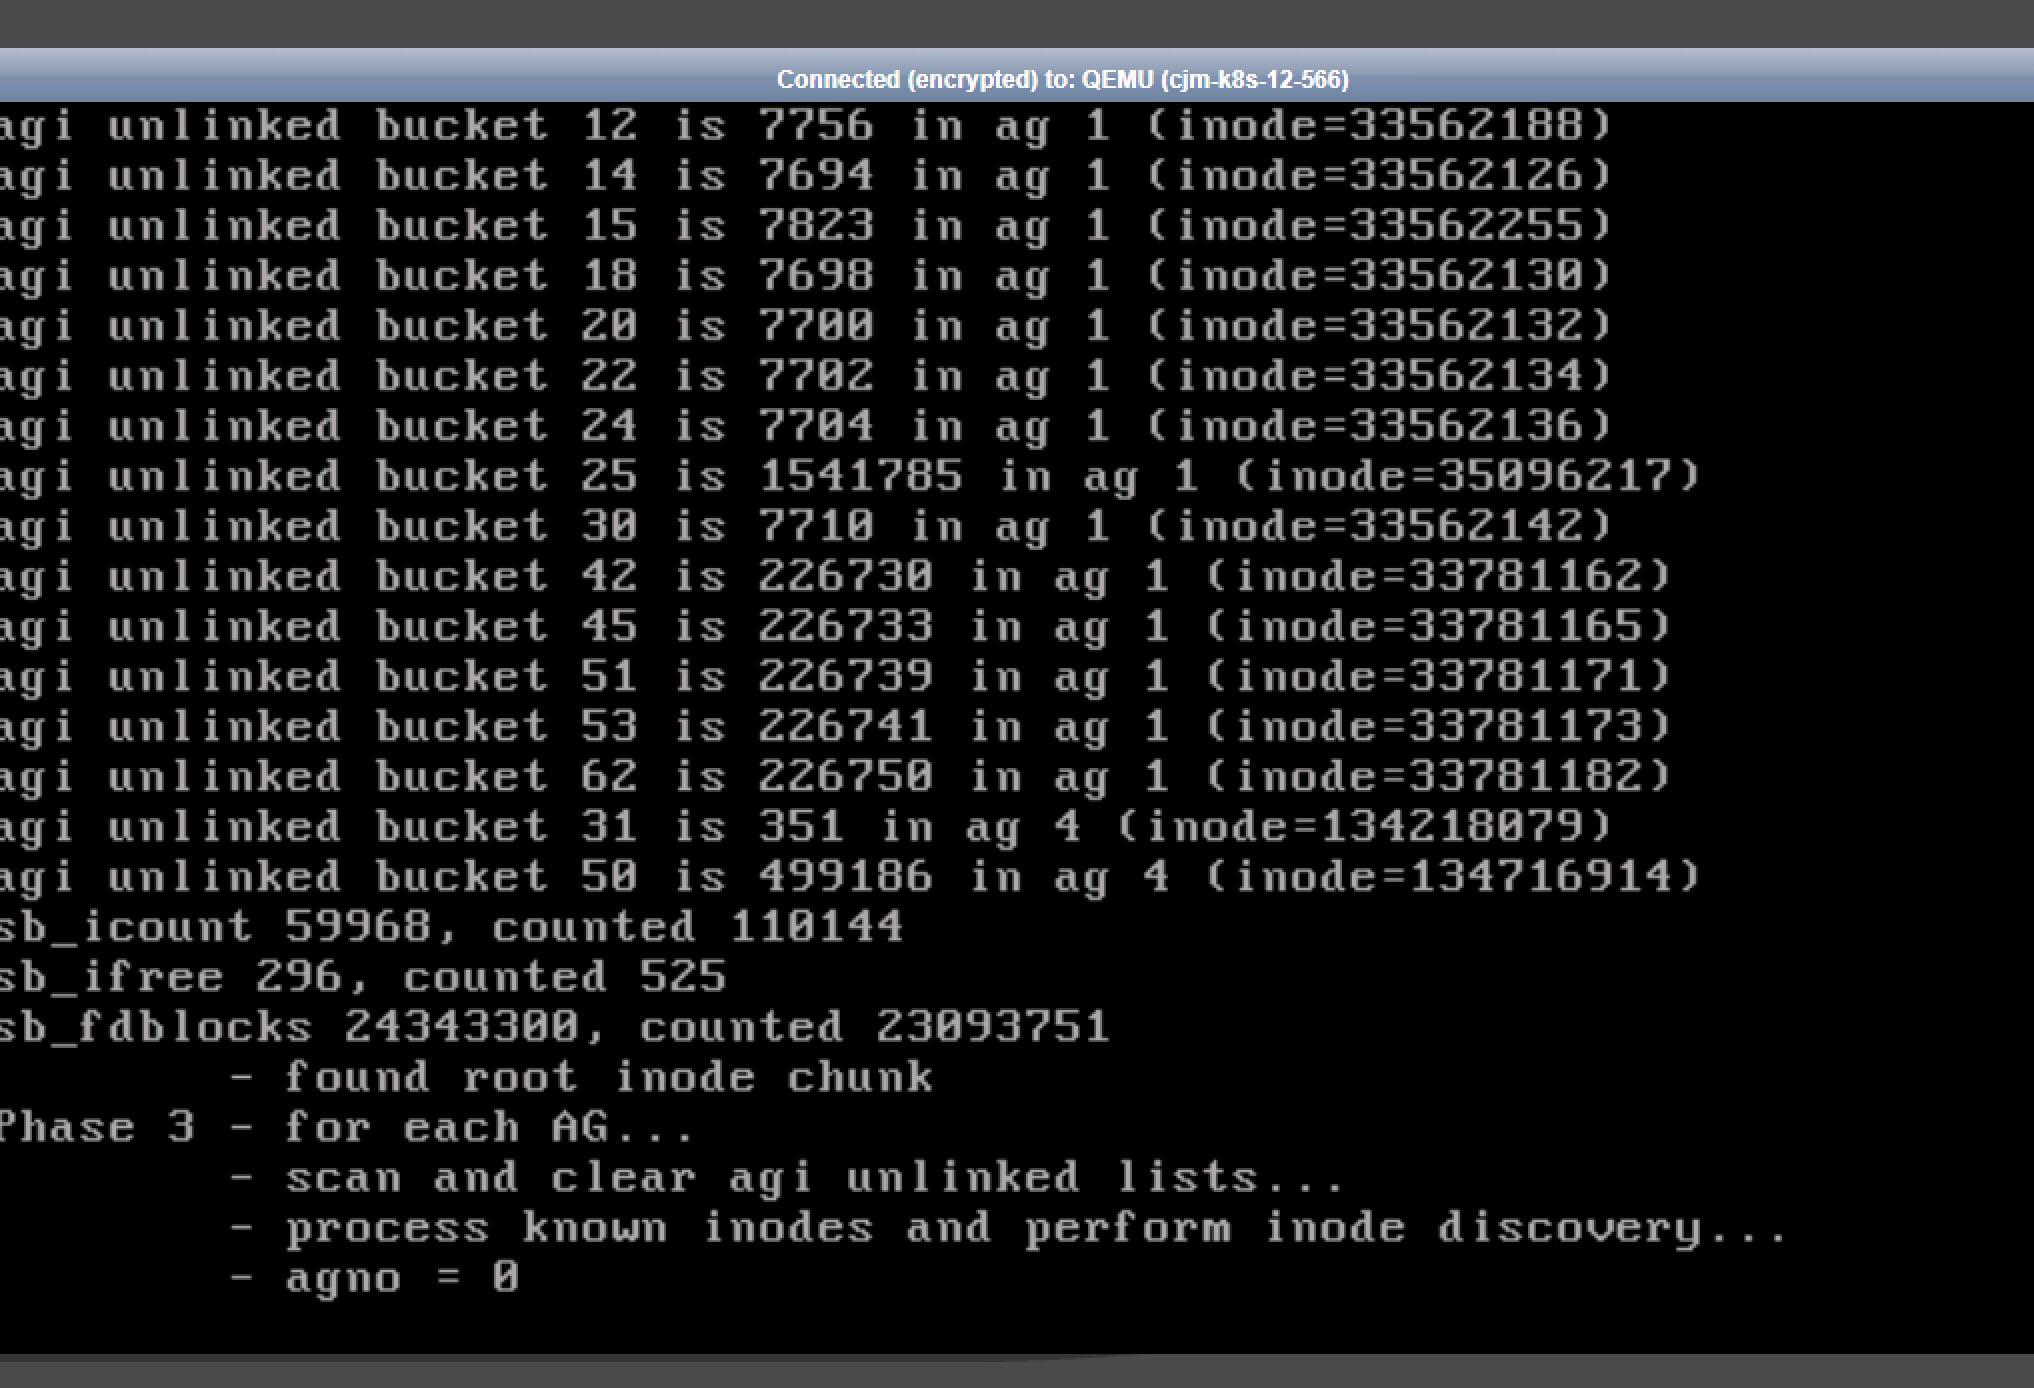 Connected (encrypted) to: QEMU (cjm-k8s-12-566)
agi unlinked bucket 12 is 7756 in ag 1 (inode=33562188)
agi unlinked bucket 14 is 7694 in ag 1 (inode=33562126)
agi unlinked bucket 15 is 7823 in ag 1 (inode=33562255)
agi unlinked bucket 18 is 7698 in ag 1 (inode=33562130)
agi unlinked bucket 20 is 7700 in ag 1 (inode=33562132)
agi unlinked bucket 22 is 7702 in ag 1 (inode=33562134)
agi unlinked bucket 24 is 7704 in ag 1 (inode=33562136)
agi unlinked bucket 25 is 1541785 in ag 1 (inode=35096217)
agi unlinked bucket 30 is 7710 in ag 1 (inode=33562142)
agi unlinked bucket 42 is 226730 in ag 1 (inode=33781162)
agi unlinked bucket 45 is 226733 in ag 1 (inode=33781165)
agi unlinked bucket 51 is 226739 in ag 1 (inode=33781171)
agi unlinked bucket 53 is 226741 in ag 1 (inode=33781173)
agi unlinked bucket 62 is 226750 in ag 1 (inode=33781182)
agi unlinked bucket 31 is 351 in ag 4 (inode=134218079)
agi unlinked bucket 50 is 499186 in ag 4 (inode=134716914)
sb_icount 59968, counted 110144
sb_ifree 296, counted 525
sb_fdblocks 24343300, counted 23093751
- found root inode chunk
Phase 3 - for each AG...
- scan and clear agi unlinked lists...
- process known inodes and perform inode discovery...
- agno = 0